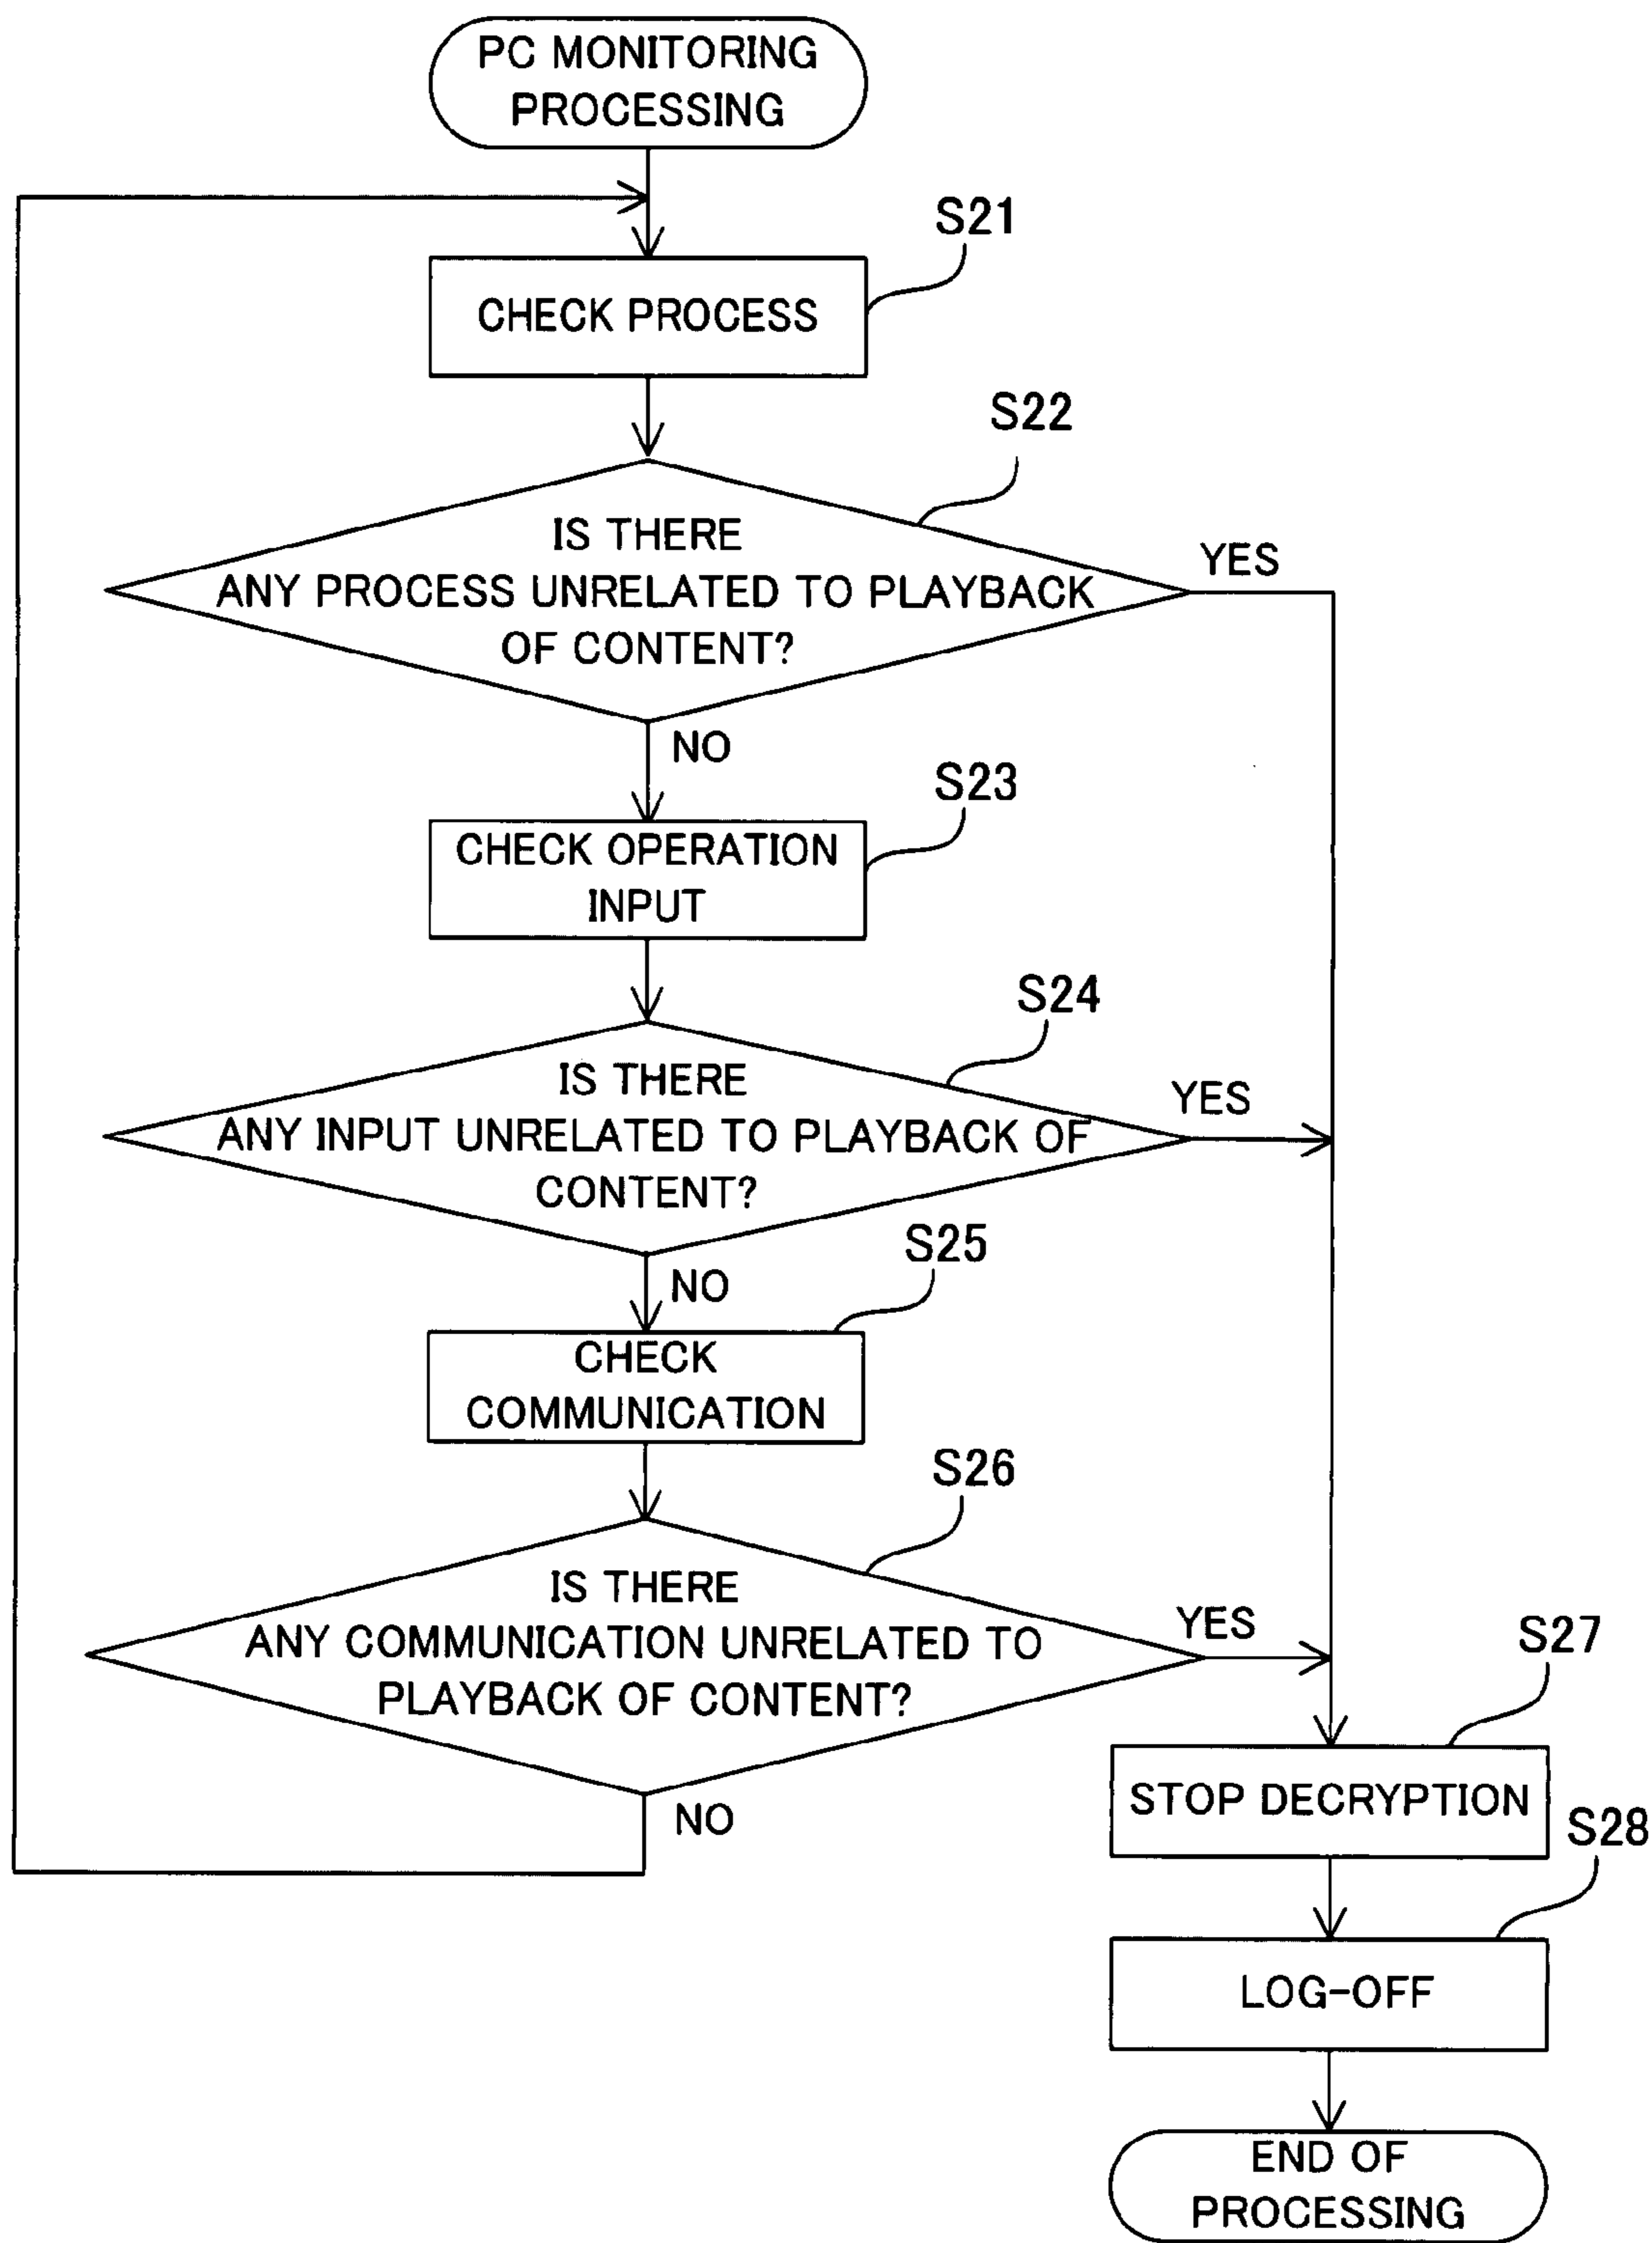 PC MONITORING
PROCESSING
S21
CHECK PROCESS
S22
IS THERE
ANY PROCESS UNRELATED TO PLAYBACK
OF CONTENT?
YES
NO
S23
CHECK OPERATION
INPUT
S24
IS THERE
ANY INPUT UNRELATED TO PLAYBACK OF
CONTENT?
YES
NO
S25
CHECK
COMMUNICATION
S26
IS THERE
ANY COMMUNICATION UNRELATED TO
PLAYBACK OF CONTENT?
YES
NO
S27
STOP DECRYPTION
S28
LOG-OFF
END OF
PROCESSING